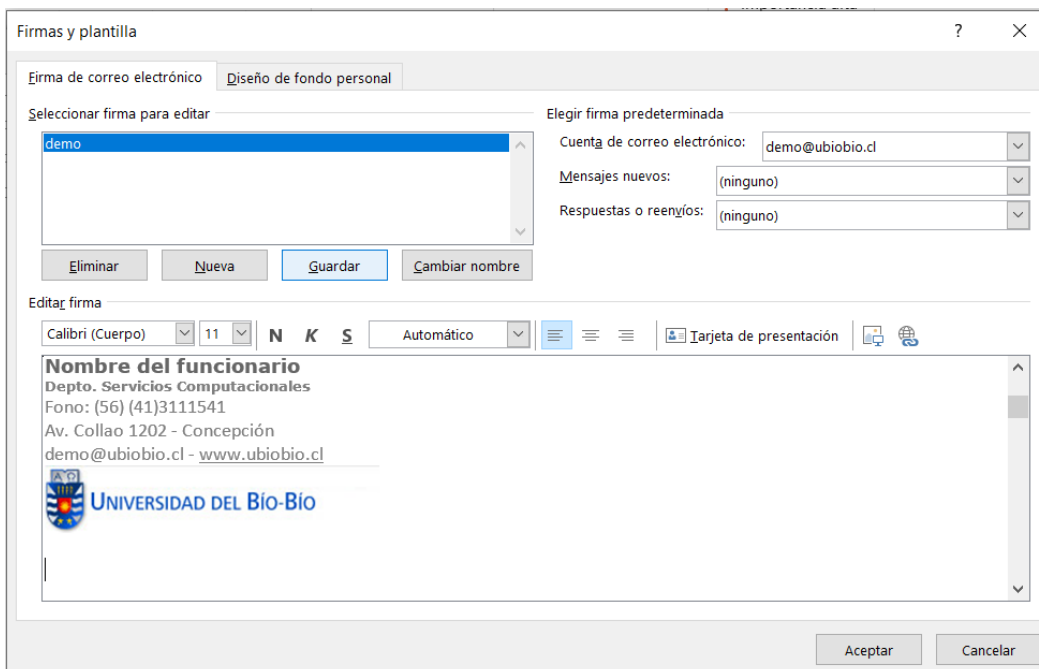 Importancia alta
Firmas y plantilla
?
Firma de correo electrónico
Diseño de fondo personal
Seleccionar firma para editar
demo
Eliminar
Nueva
Guardar
Cambiar nombre
Elegir firma predeterminada
Cuenta de correo electrónico:
demo@ubiobio.cl
Mensajes nuevos:
(ninguno)
Respuestas o reenvíos:
(ninguno)
Editar firma
Calibri (Cuerpo)
11
N
K
S
Automático
Tarjeta de presentación
Nombre del funcionario
Depto. Servicios Computacionales
Fono: (56) (41)3111541
Av. Collao 1202 - Concepción
demo@ubiobio.cl - www.ubiobio.cl
ΑΩ
UNIVERSIDAD DEL BÍO-BÍO
Aceptar
Cancelar